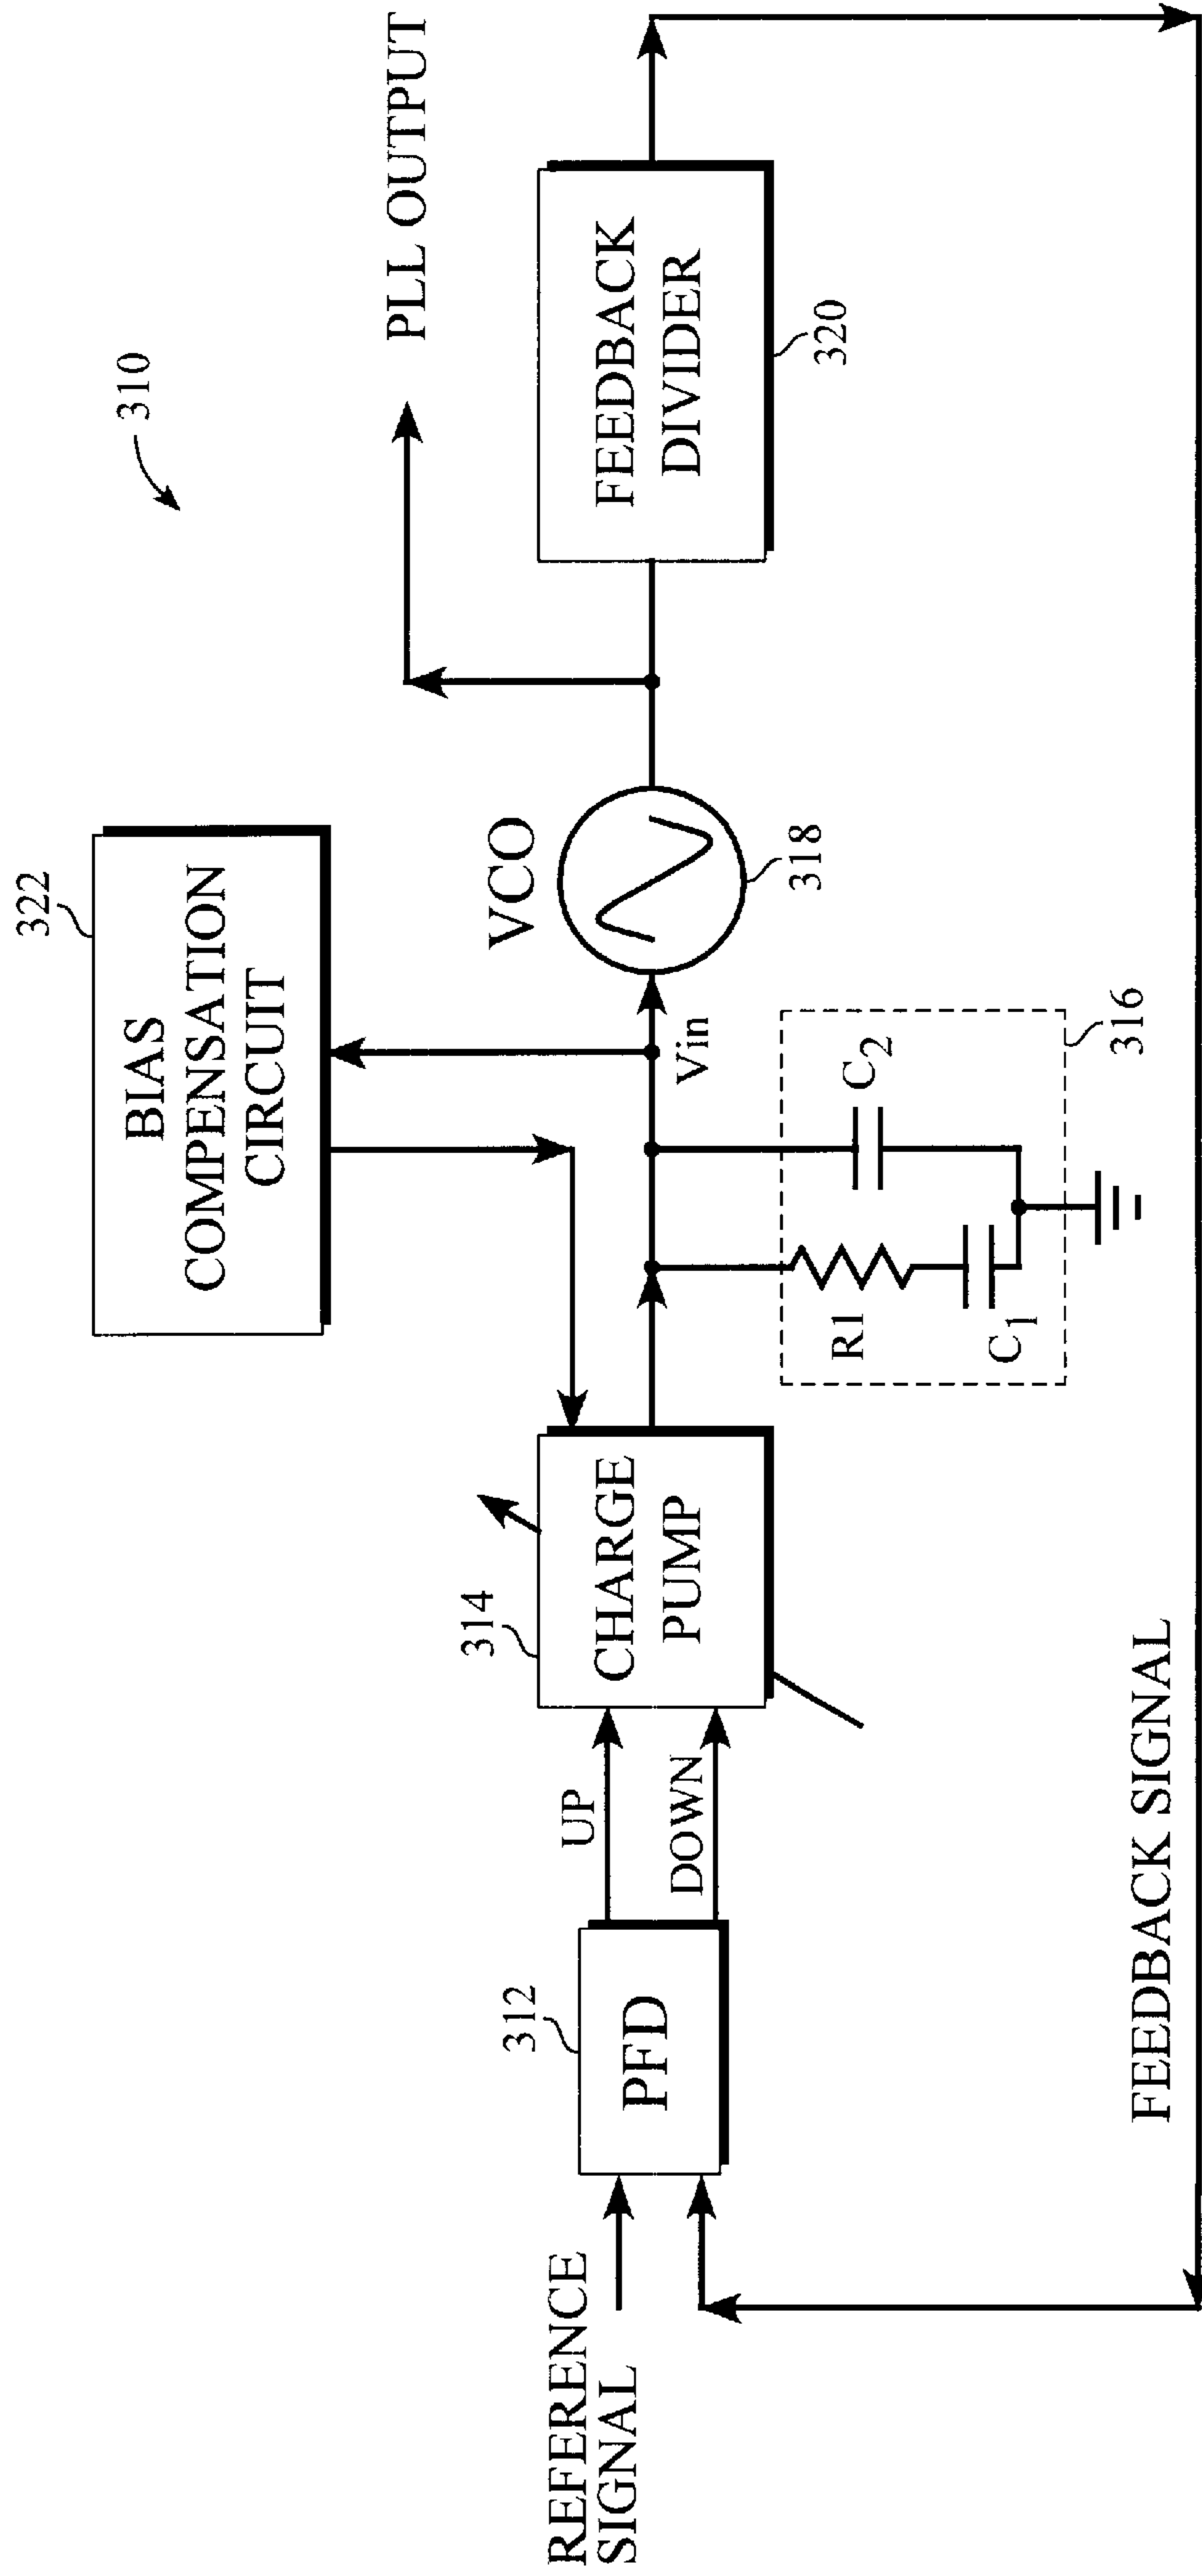 310
322
BIAS
COMPENSATION
CIRCUIT
PLL OUTPUT
VCO
314
CHARGE
PUMP
312
PFD
UP
DOWN
REFERENCE
SIGNAL
Vin
318
FEEDBACK
DIVIDER
320
R1
C1
C2
316
FEEDBACK SIGNAL